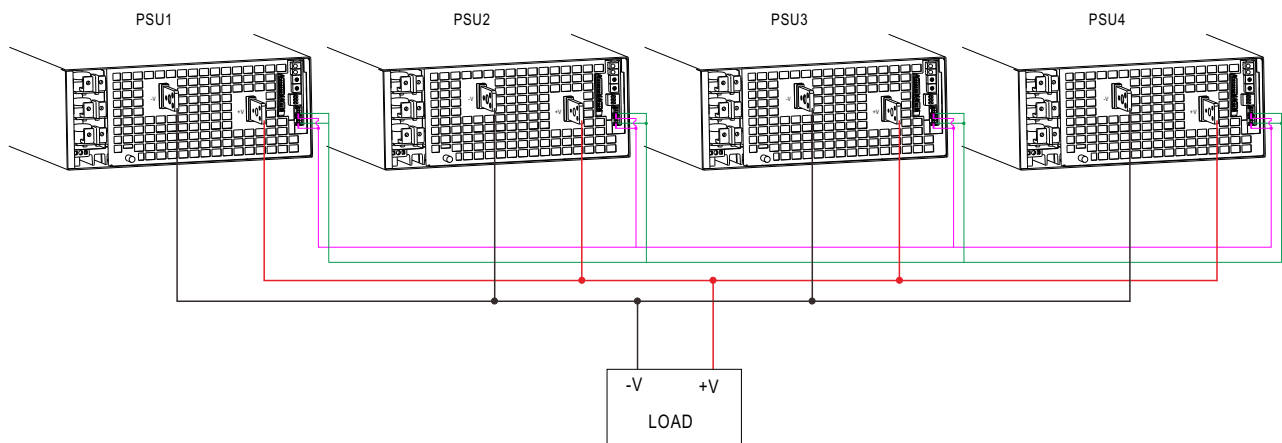 PSU1 PSU2 PSU3 PSU4
-V +V -V +V -V +V -V +V
-V +V
LOAD